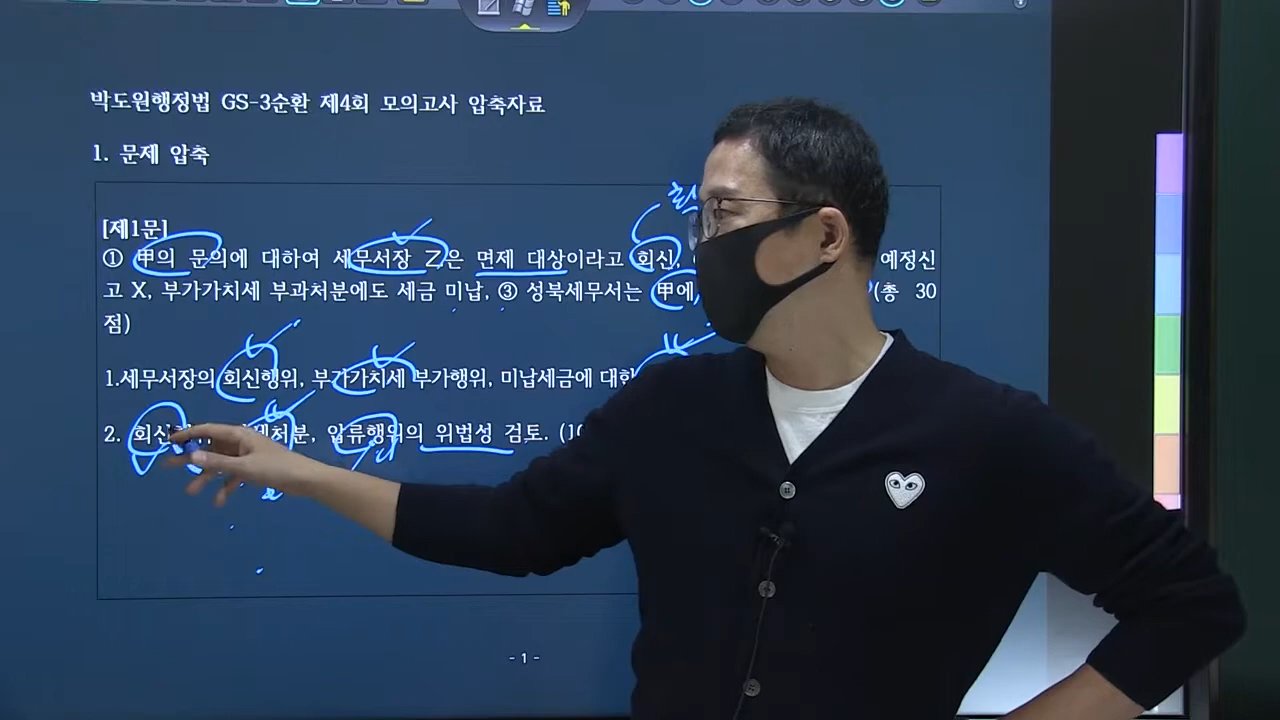 박도원행정법 GS-3순환 제4회 모의고사 압축자료
1. 문제 압축
[제1문]
① 甲의 문의에 대하여 세무서장 乙은 면제 대상이라고 회신, 예정신
고 X, 부가가치세 부과처분에도 세금 미납, ③ 성북세무서는 甲에 (총 30
점)
1.세무서장의 회신행위, 부가가치세 부가행위, 미납세금에 대한
2. 압류행위의 위법성 검토.
- 1 -